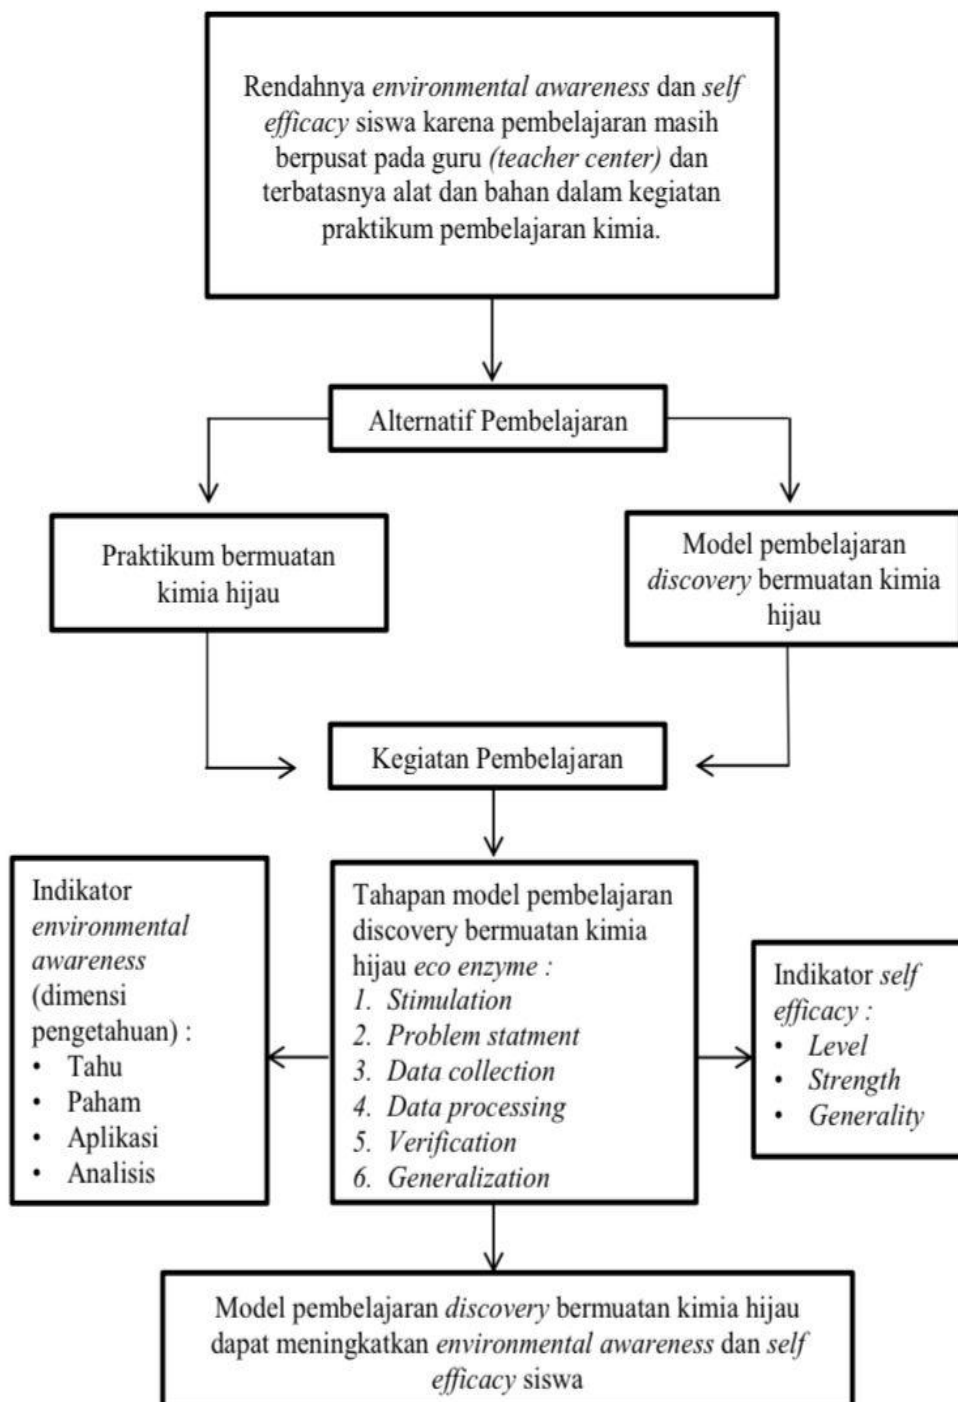 Rendahnya environmental awareness dan self
efficacy siswa karena pembelajaran masih
berpusat pada guru (teacher center) dan
terbatasnya alat dan bahan dalam kegiatan
praktikum pembelajaran kimia.
Alternatif Pembelajaran
Praktikum bermuatan
kimia hijau
Model pembelajaran
discovery bermuatan kimia
hijau
Kegiatan Pembelajaran
Indikator
environmental
awareness
(dimensi
pengetahuan) :
• Tahu
• Paham
• Aplikasi
• Analisis
Tahapan model pembelajaran
discovery bermuatan kimia
hijau eco enzyme :
1. Stimulation
2. Problem statment
3. Data collection
4. Data processing
5. Verification
6. Generalization
Indikator self
efficacy :
• Level
• Strength
• Generality
Model pembelajaran discovery bermuatan kimia hijau
dapat meningkatkan environmental awareness dan self
efficacy siswa